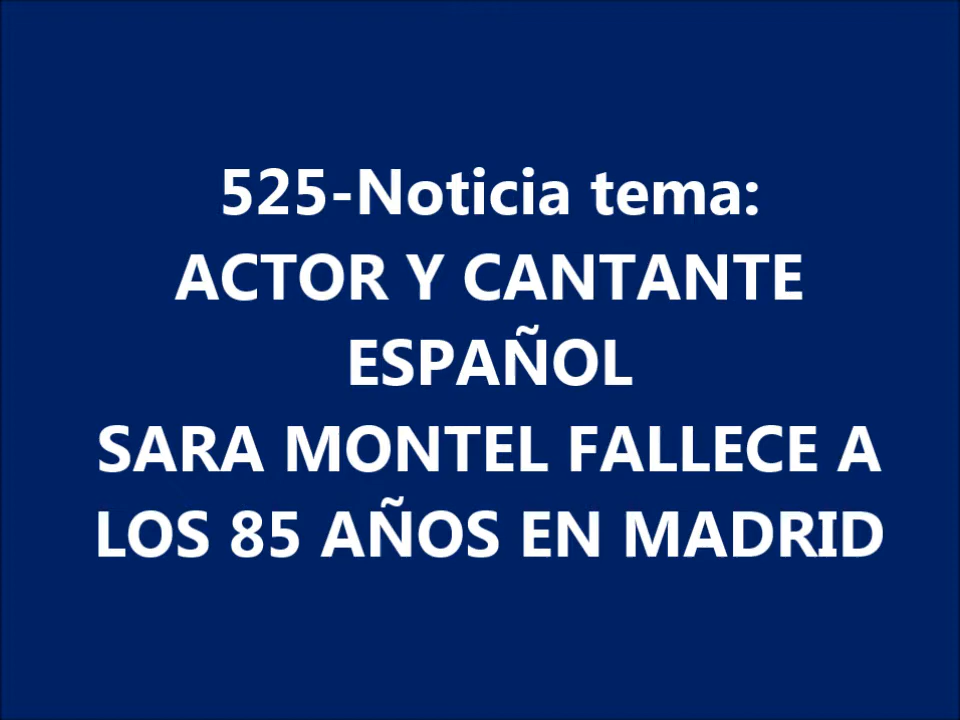 525-Noticia tema:
ACTOR Y CANTANTE
ESPAÑOL
SARA MONTEL FALLECE A
LOS 85 AÑOS EN MADRID